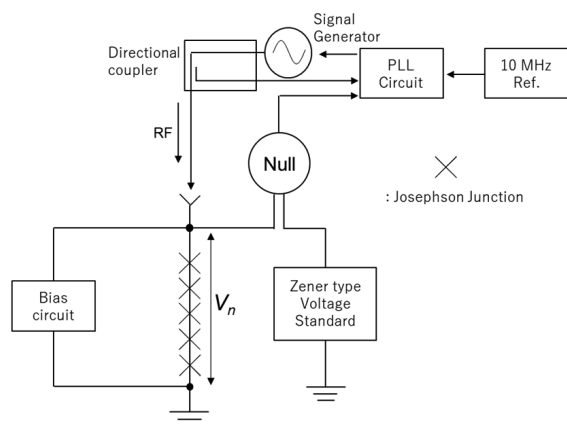 Signal
Generator
Directional
coupler
PLL
Circuit
10 MHz
Ref.
RF
Null
: Josephson Junction
Bias
circuit
Vn
Zener type
Voltage
Standard